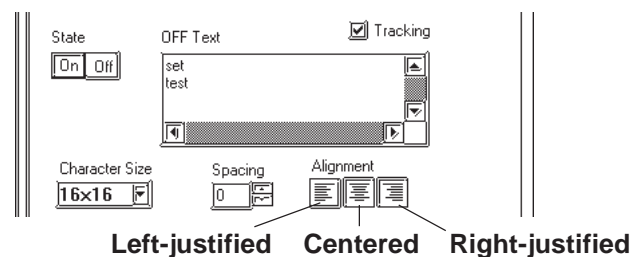 State OFF Text Tracking
On Off
set
test
Character Size Spacing Alignment
16x16 0
Left-justified Centered Right-justified